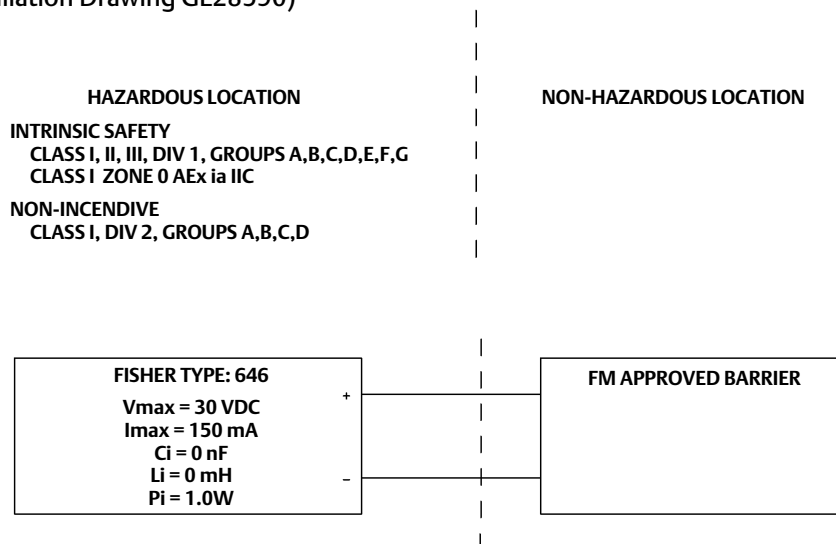 Drawing GE28590)
HAZARDOUS LOCATION
NON-HAZARDOUS LOCATION
INTRINSIC SAFETY
CLASS I, II, III, DIV 1, GROUPS A,B,C,D,E,F,G
CLASS I ZONE 0 AEx ia IIC
NON-INCENDIVE
CLASS I, DIV 2, GROUPS A,B,C,D
FISHER TYPE: 646
FM APPROVED BARRIER
+
Vmax = 30 VDC
Imax = 150 mA
Ci = 0 nF
Li = 0 mH
–
Pi = 1.0W